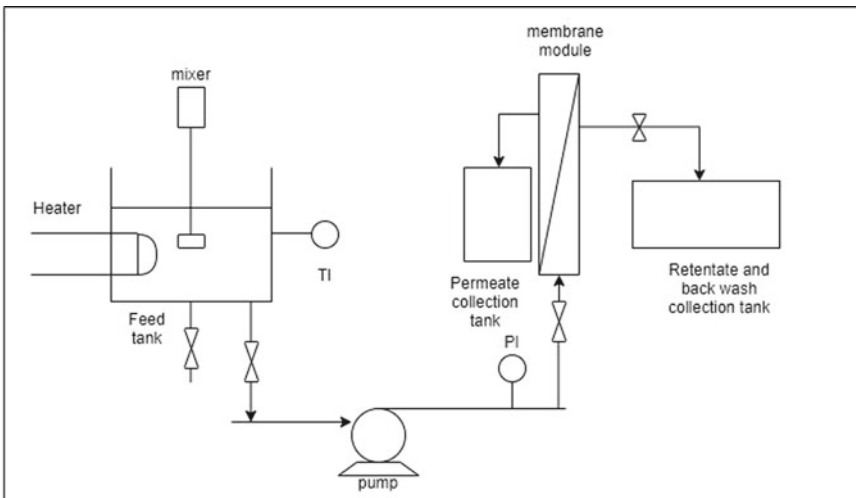 mixer
Heater
TI
Feed
tank
pump
PI
membrane
module
Permeate
collection
tank
Retentate and
back wash
collection tank